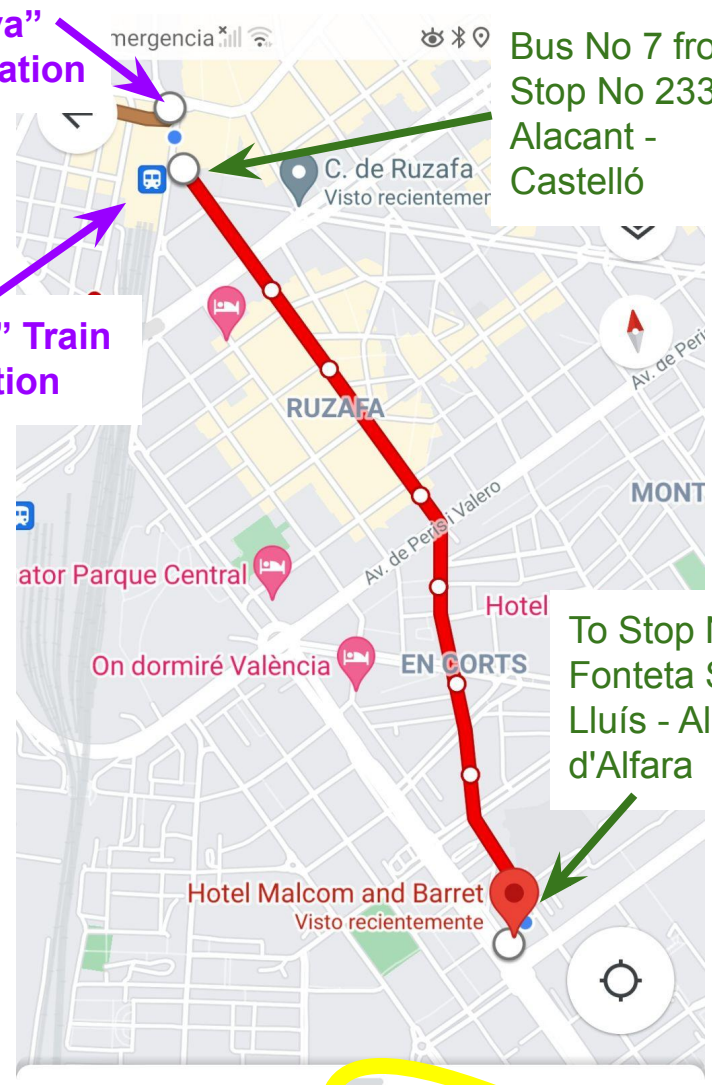 va”
ation
mergencia
Bus No 7 fro
Stop No 233
Alacant -
Castelló
C. de Ruzafa
Visto recientemen
” Train
tion
Av. de Peri
RUZAFA
MONT
Av. de Peris i Valero
ator Parque Central
Hotel
On dormiré València
EN CORTS
To Stop N
Fonteta S
Lluís - Al
d'Alfara
Hotel Malcom and Barret
Visto recientemente